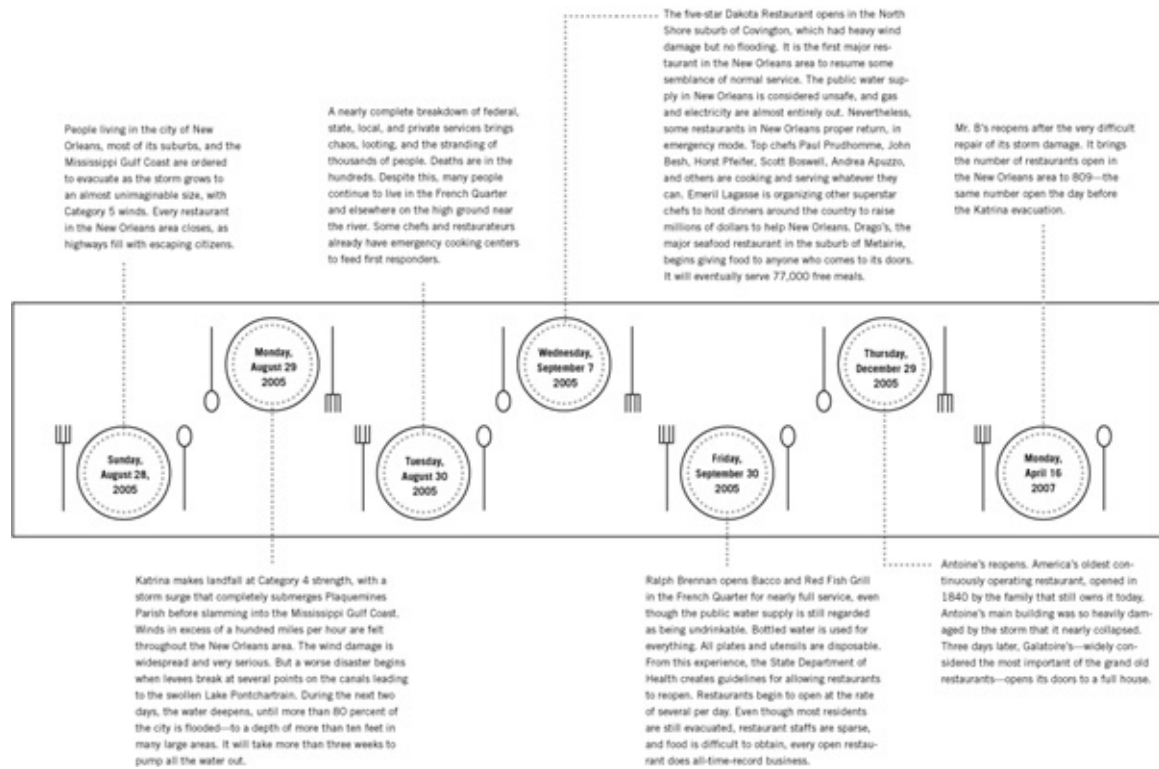 People living in the city of New
Orleans, most of its suburbs, and the
Mississippi Gulf Coast are ordered
to evacuate as the storm grows to
an almost unimaginable size, with
Category 5 winds. Every restaurant
in the New Orleans area closes, as
highways fill with escaping citizens.
A nearly complete breakdown of federal,
state, local, and private services brings
chaos, looting, and the stranding of
thousands of people. Deaths are in the
hundreds. Despite this, many people
continue to live in the French Quarter
and elsewhere on the high ground near
the river. Some chefs and restaurateurs
already have emergency cooking centers
to feed first responders.
The five-star Dakota Restaurant opens in the North
Shore suburb of Covington, which had heavy wind
damage but no flooding. It is the first major res-
taurant in the New Orleans area to resume some
semblance of normal service. The public water sup-
ply in New Orleans is considered unsafe, and gas
and electricity are almost entirely out. Nevertheless,
some restaurants in New Orleans proper return, in
emergency mode. Top chefs Paul Prudhomme, John
Besh, Horst Pfeifer, Scott Boswell, Andrea Apuzzo,
and others are cooking and serving whatever they
can. Emeril Lagasse is organizing other superstar
chefs to host dinners around the country to raise
millions of dollars to help New Orleans. Drago's, the
major seafood restaurant in the suburb of Metairie,
begins giving food to anyone who comes to its doors.
It will eventually serve 77,000 free meals.
Mr. B's reopens after the very difficult
repair of its storm damage. It brings
the number of restaurants open in
the New Orleans area to 809—the
same number open the day before
the Katrina evacuation.
Sunday,
August 28,
2005
Monday,
August 29
2005
Tuesday,
August 30
2005
Wednesday,
September 7
2005
Friday,
September 30
2005
Thursday,
December 29
2005
Monday,
April 16
2007
Katrina makes landfall at Category 4 strength, with a
storm surge that completely submerges Plaquemines
Parish before slamming into the Mississippi Gulf Coast.
Winds in excess of a hundred miles per hour are felt
throughout the New Orleans area. The wind damage is
widespread and very serious. But a worse disaster begins
when levees break at several points on the canals leading
to the swollen Lake Pontchartrain. During the next two
days, the water deepens, until more than 80 percent of
the city is flooded—to a depth of more than ten feet in
many large areas. It will take more than three weeks to
pump all the water out.
Ralph Brennan opens Bacco and Red Fish Grill
in the French Quarter for nearly full service, even
though the public water supply is still regarded
as being undrinkable. Bottled water is used for
everything. All plates and utensils are disposable.
From this experience, the State Department of
Health creates guidelines for allowing restaurants
to reopen. Restaurants begin to open at the rate
of several per day. Even though most residents
are still evacuated, restaurant staffs are sparse,
and food is difficult to obtain, every open restau-
rant does all-time-record business.
Antoine's reopens. America's oldest con-
tinuously operating restaurant, opened in
1840 by the family that still owns it today.
Antoine's main building was so heavily dam-
aged by the storm that it nearly collapsed.
Three days later, Galatoire's—widely con-
sidered the most important of the grand old
restaurants—opens its doors to a full house.